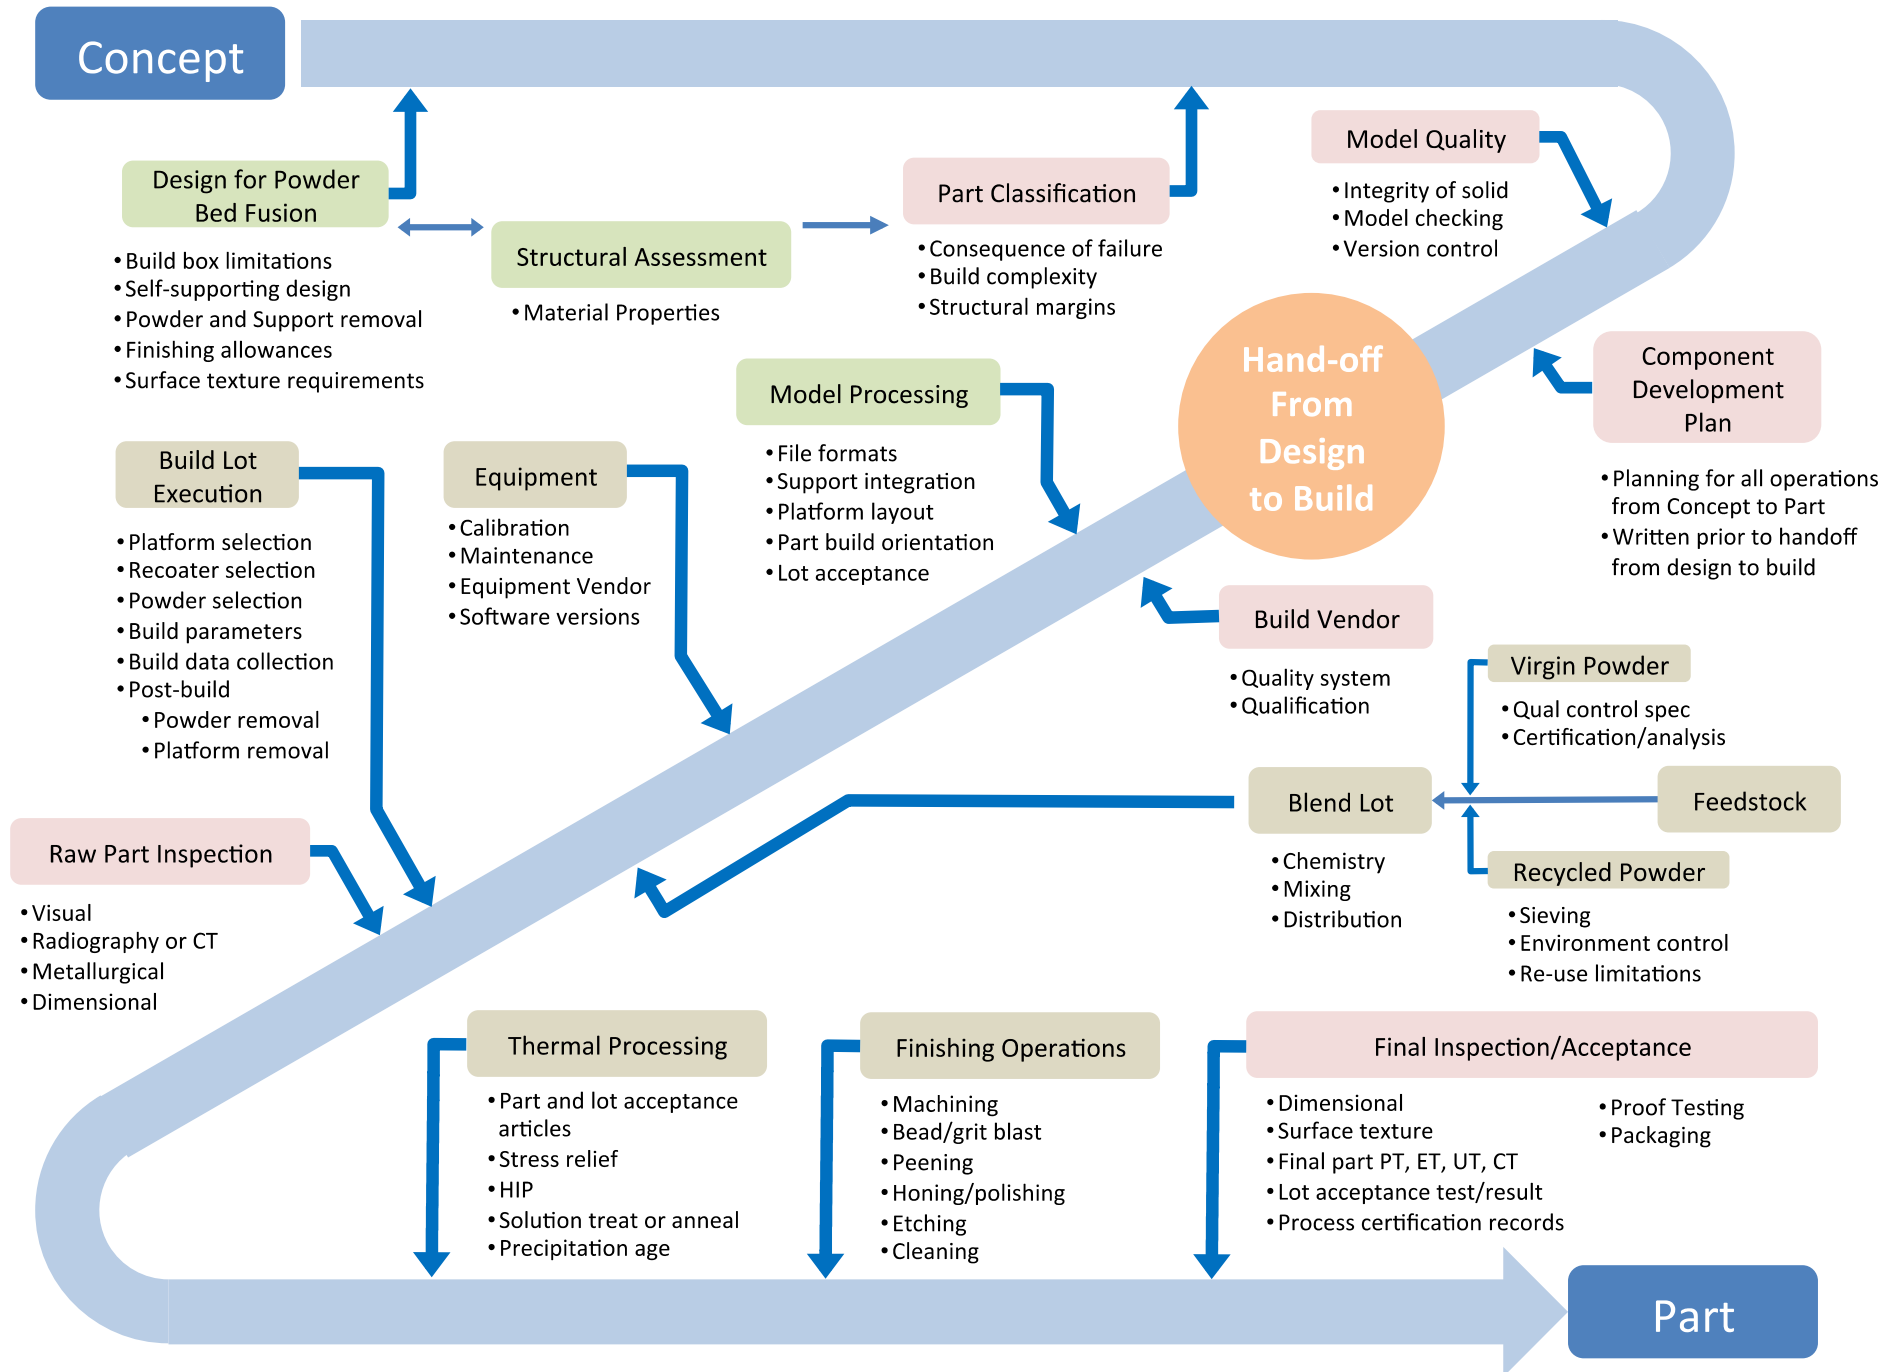 Concept
Design for Powder
Bed Fusion
• Build box limitations
• Self-supporting design
• Powder and Support removal
• Finishing allowances
• Surface texture requirements
Structural Assessment
• Material Properties
Part Classification
• Consequence of failure
• Build complexity
• Structural margins
Model Quality
• Integrity of solid
• Model checking
• Version control
Component
Development
Plan
• Planning for all operations
from Concept to Part
• Written prior to handoff
from design to build
Hand-off
From
Design
to Build
Model Processing
• File formats
• Support integration
• Platform layout
• Part build orientation
• Lot acceptance
Build Vendor
• Quality system
• Qualification
Equipment
• Calibration
• Maintenance
• Equipment Vendor
• Software versions
Build Lot
Execution
• Platform selection
• Recoater selection
• Powder selection
• Build parameters
• Build data collection
• Post-build
• Powder removal
• Platform removal
Virgin Powder
• Qual control spec
• Certification/analysis
Feedstock
Blend Lot
• Chemistry
• Mixing
• Distribution
Recycled Powder
• Sieving
• Environment control
• Re-use limitations
Raw Part Inspection
• Visual
• Radiography or CT
• Metallurgical
• Dimensional
Thermal Processing
• Part and lot acceptance
articles
• Stress relief
• HIP
• Solution treat or anneal
• Precipitation age
Finishing Operations
• Machining
• Bead/grit blast
• Peening
• Honing/polishing
• Etching
• Cleaning
Final Inspection/Acceptance
• Dimensional
• Surface texture
• Final part PT, ET, UT, CT
• Lot acceptance test/result
• Process certification records
• Proof Testing
• Packaging
Part